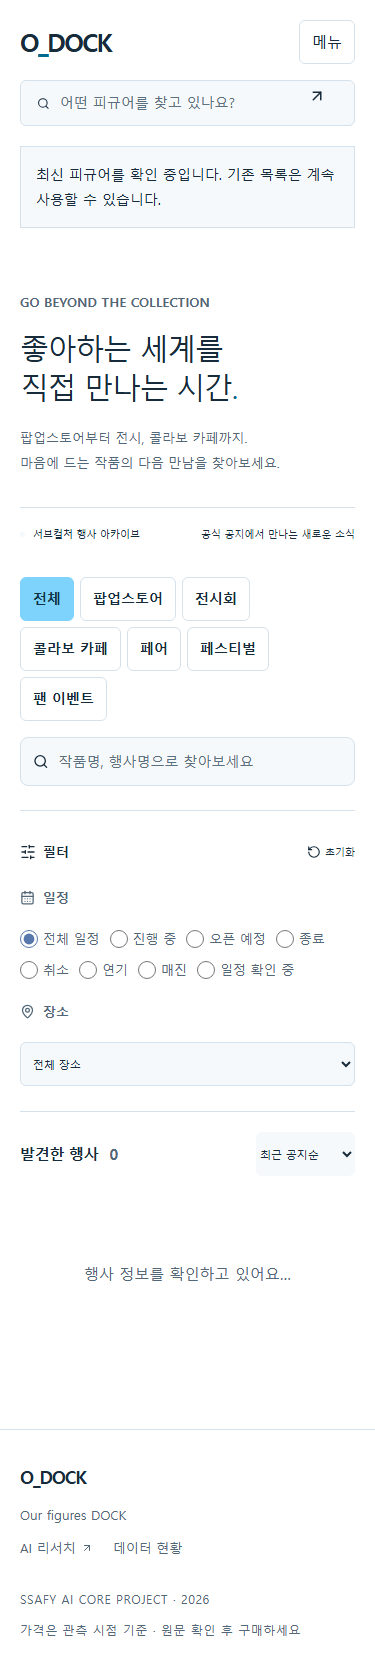 O_DOCK
메뉴
어떤 피규어를 찾고 있나요?
최신 피규어를 확인 중입니다. 기존 목록은 계속
사용할 수 있습니다.
GO BEYOND THE COLLECTION
좋아하는 세계를
직접 만나는 시간.
팝업스토어부터 전시, 콜라보 카페까지.
마음에 드는 작품의 다음 만남을 찾아보세요.
서브컬처 행사 아카이브
공식 공지에서 만나는 새로운 소식
전체 팝업스토어 전시회
콜라보 카페 페어 페스티벌
팬 이벤트
작품명, 행사명으로 찾아보세요
필터
초기화
일정
전체 일정 진행 중 오픈 예정 종료
취소 연기 매진 일정 확인 중
장소
전체 장소
발견한 행사 0
최근 공지순
행사 정보를 확인하고 있어요...
O_DOCK
Our figures DOCK
AI 리서치 데이터 현황
SSAFY AI CORE PROJECT · 2026
가격은 관측 시점 기준 · 원문 확인 후 구매하세요